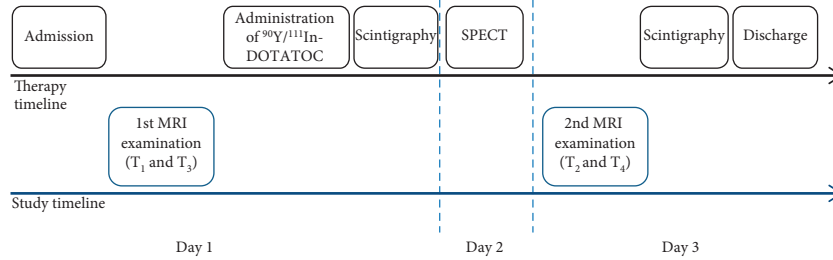 Admission
Administration
of ⁹⁰Y/¹¹¹In-
DOTATOC
Scintigraphy
SPECT
Scintigraphy
Discharge
Therapy
timeline
1st MRI
examination
(T₁ and T₃)
2nd MRI
examination
(T₂ and T₄)
Study timeline
Day 1
Day 2
Day 3